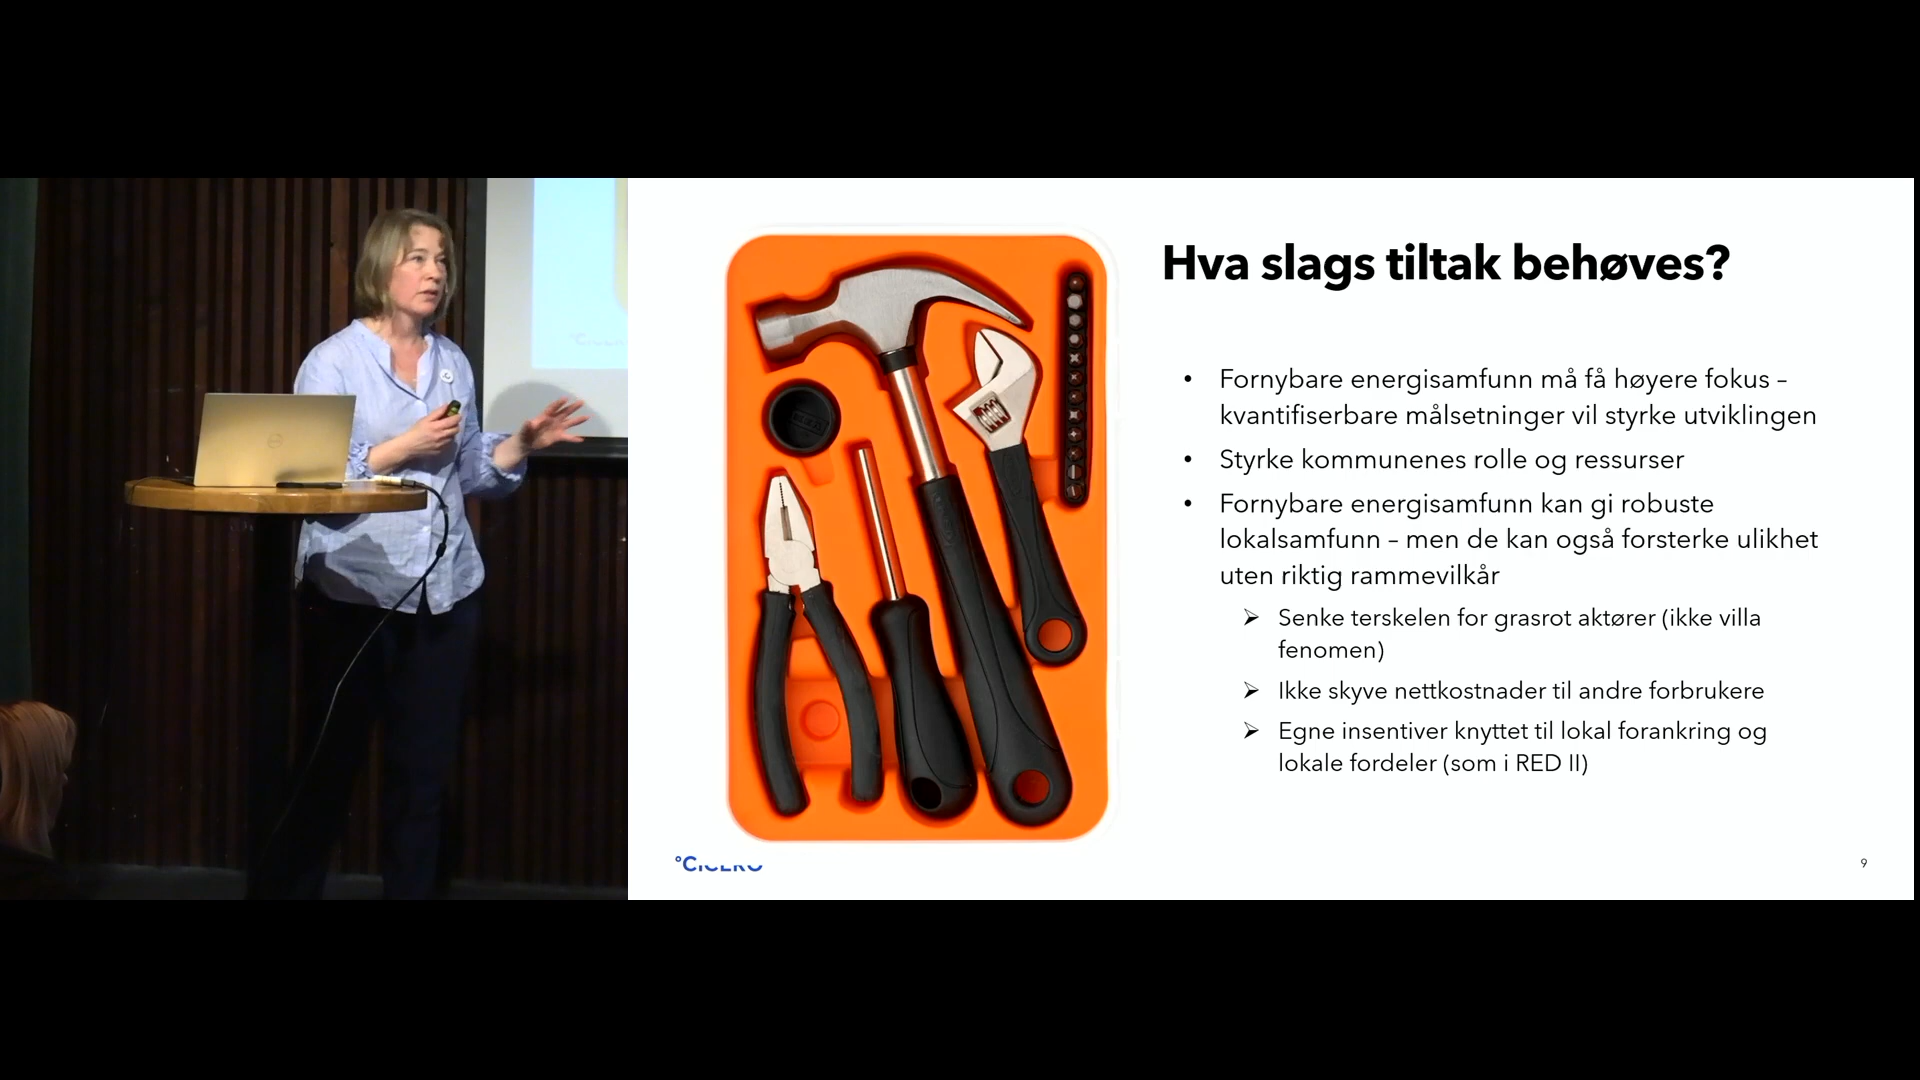 Hva slags tiltak behøves?
• Fornybare energisamfunn må få høyere fokus –
kvantifiserbare målsetninger vil styrke utviklingen
• Styrke kommunenes rolle og ressurser
• Fornybare energisamfunn kan gi robuste
lokalsamfunn – men de kan også forsterke ulikhet
uten riktig rammevilkår
➢ Senke terskelen for grasrot aktører (ikke villa
fenomen)
➢ Ikke skyve nettkostnader til andre forbrukere
➢ Egne insentiver knyttet til lokal forankring og
lokale fordeler (som i RED II)
°CICERO
9